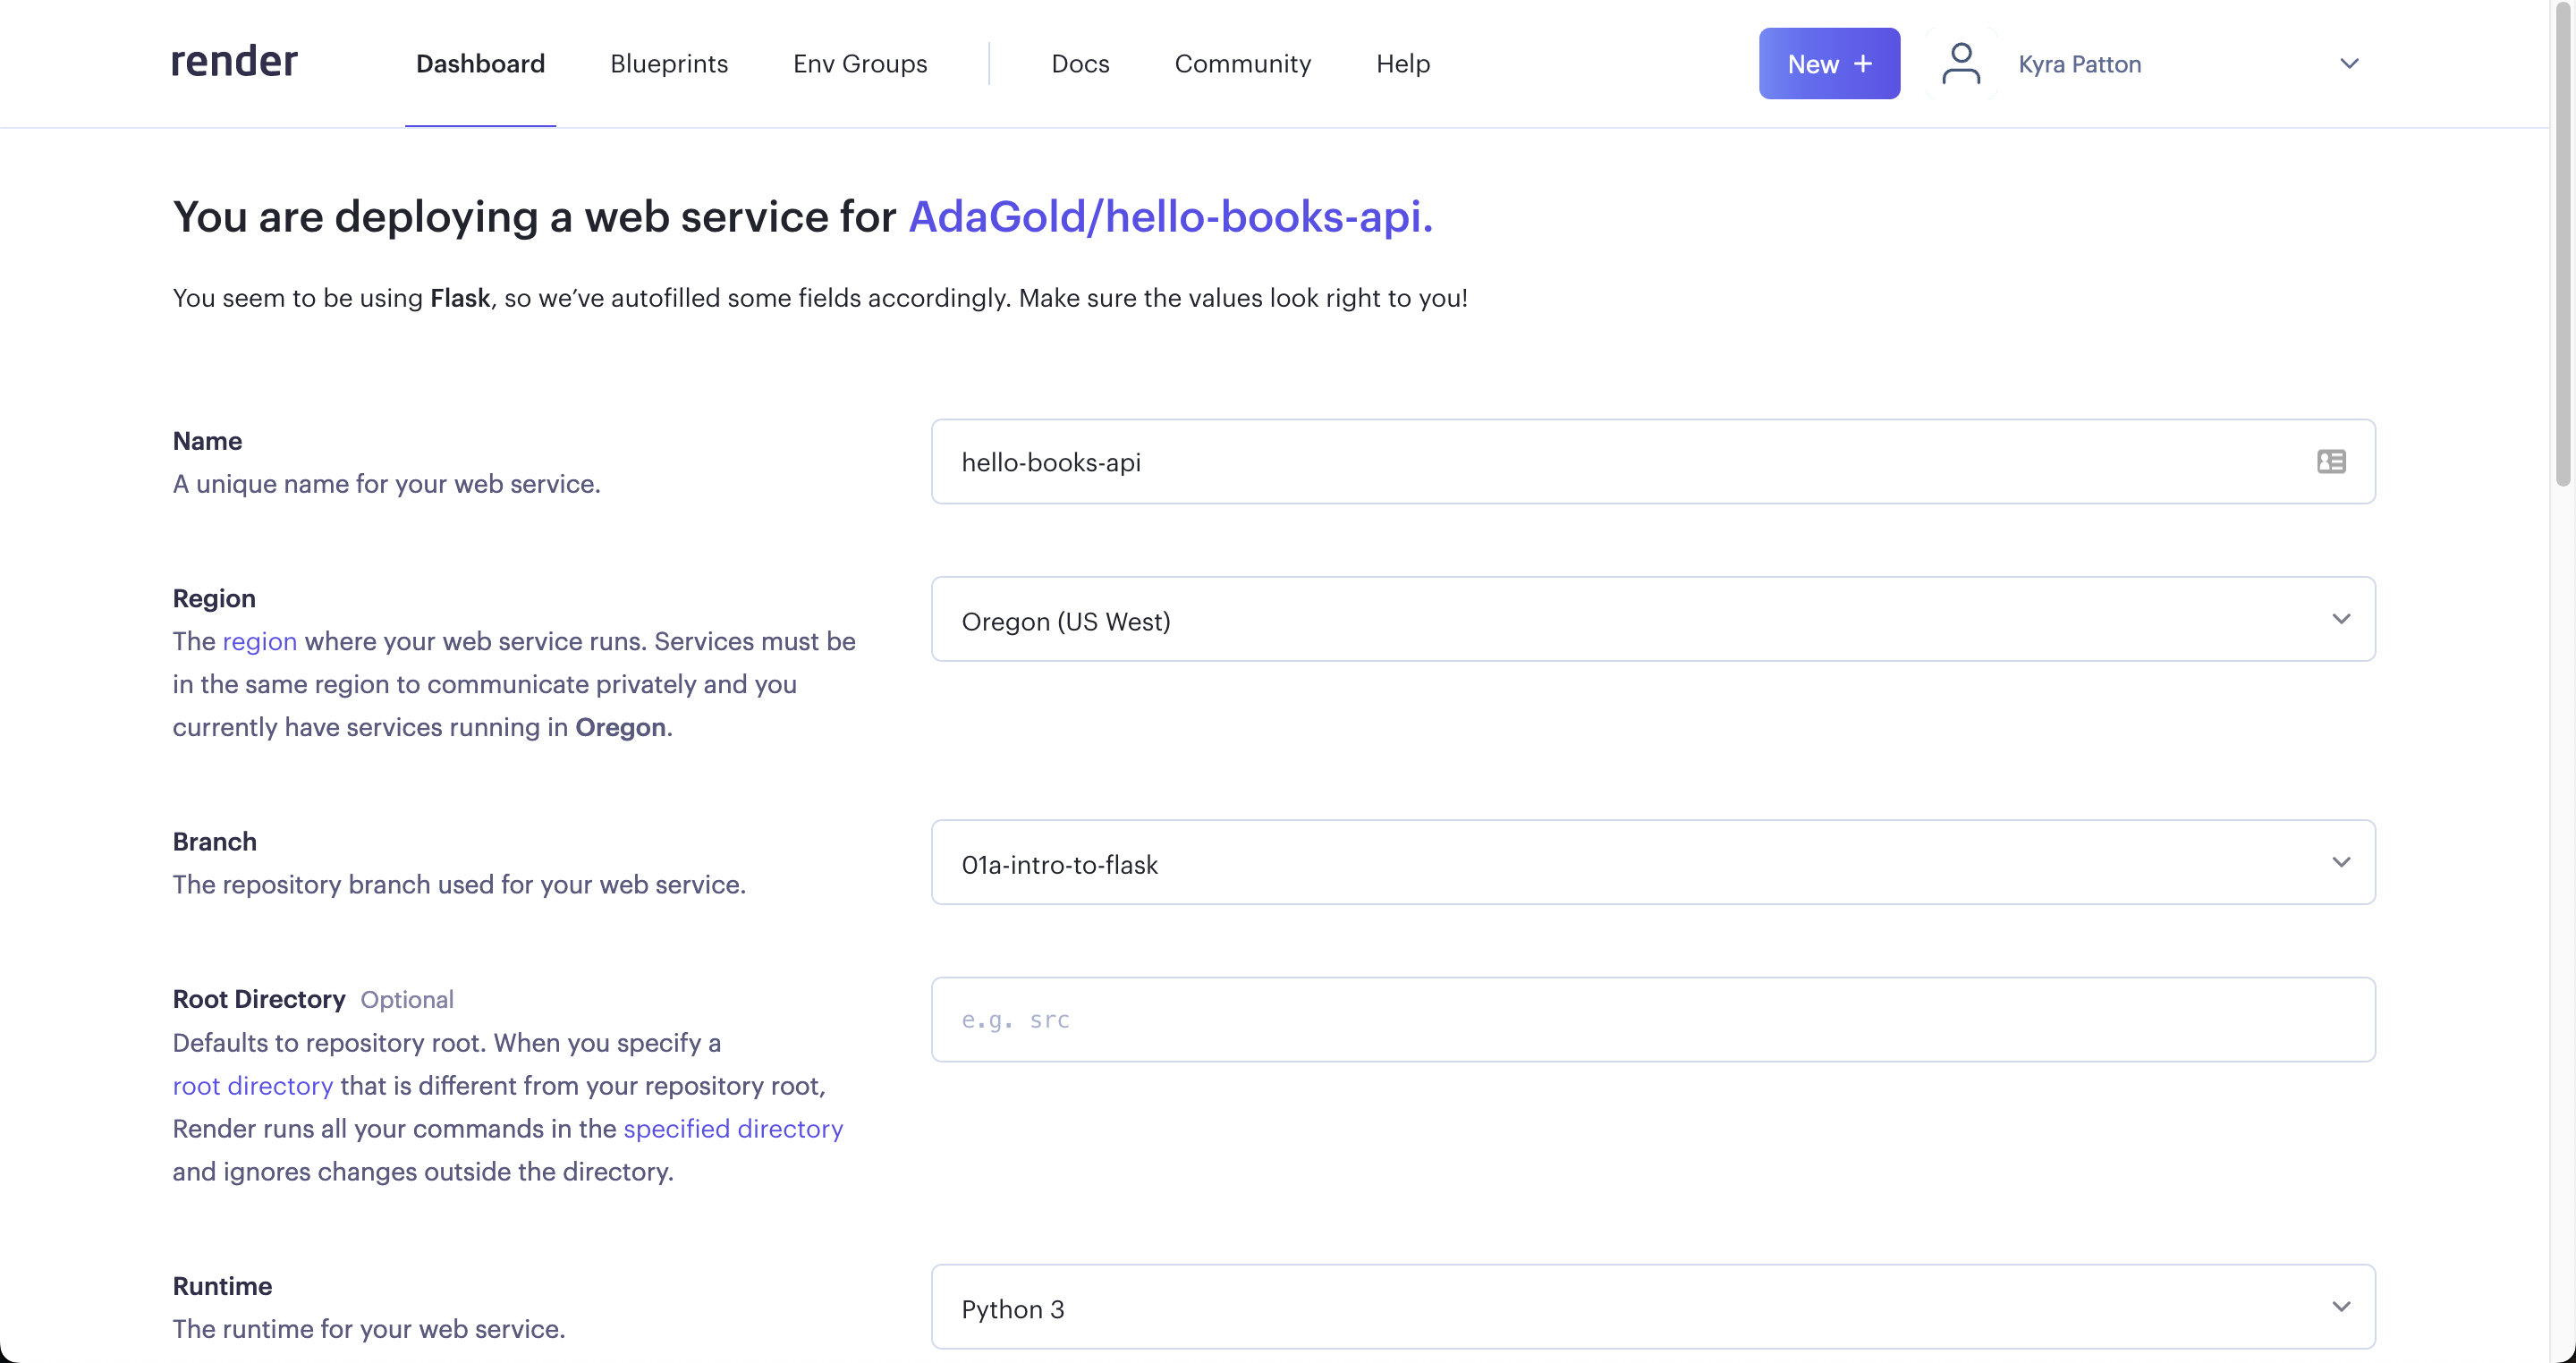 render
Dashboard
Blueprints
Env Groups
Docs
Community
Help
New +
Kyra Patton
You are deploying a web service for AdaGold/hello-books-api.
You seem to be using Flask, so we’ve autofilled some fields accordingly. Make sure the values look right to you!
Name
A unique name for your web service.
hello-books-api
Region
The region where your web service runs. Services must be
in the same region to communicate privately and you
currently have services running in Oregon.
Oregon (US West)
Branch
The repository branch used for your web service.
01a-intro-to-flask
Root Directory Optional
Defaults to repository root. When you specify a
root directory that is different from your repository root,
Render runs all your commands in the specified directory
and ignores changes outside the directory.
e.g. src
Runtime
The runtime for your web service.
Python 3